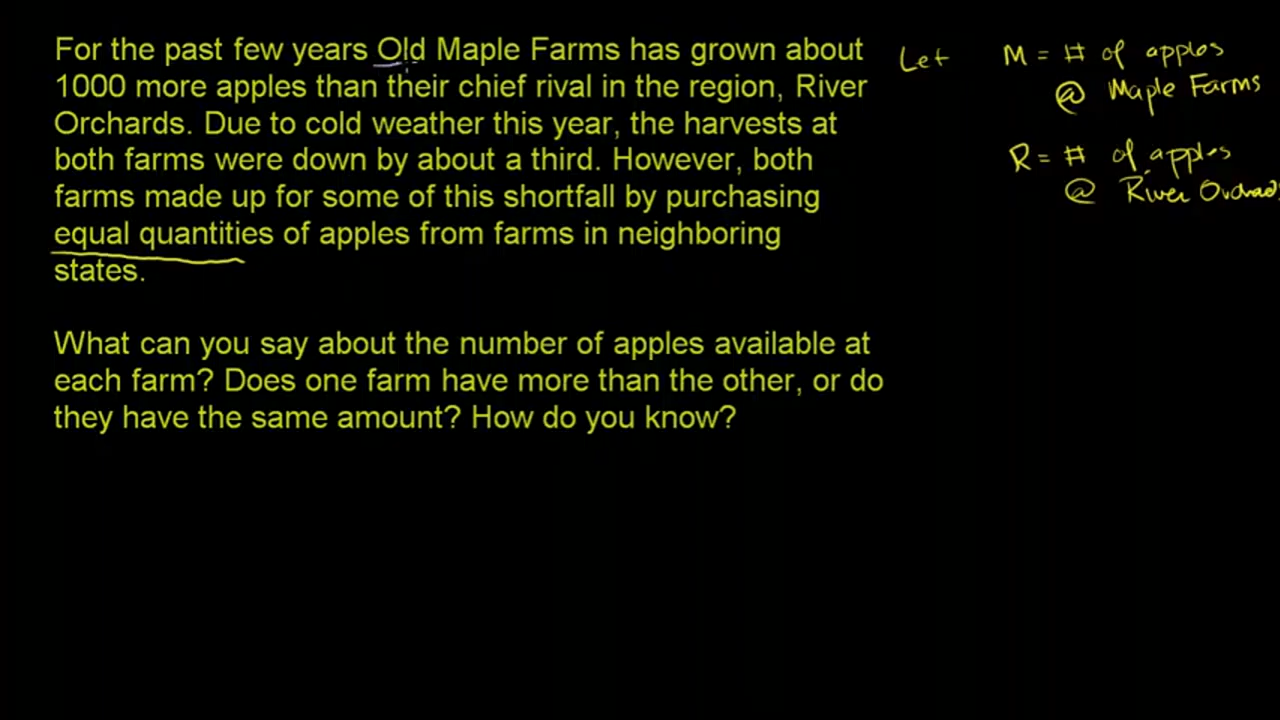 For the past few years Old Maple Farms has grown about
1000 more apples than their chief rival in the region, River
Orchards. Due to cold weather this year, the harvests at
both farms were down by about a third. However, both
farms made up for some of this shortfall by purchasing
equal quantities of apples from farms in neighboring
states.
What can you say about the number of apples available at
each farm? Does one farm have more than the other, or do
they have the same amount? How do you know?
Let M = # of apples
@ Maple Farms
R = # of apples
@ River Orchards